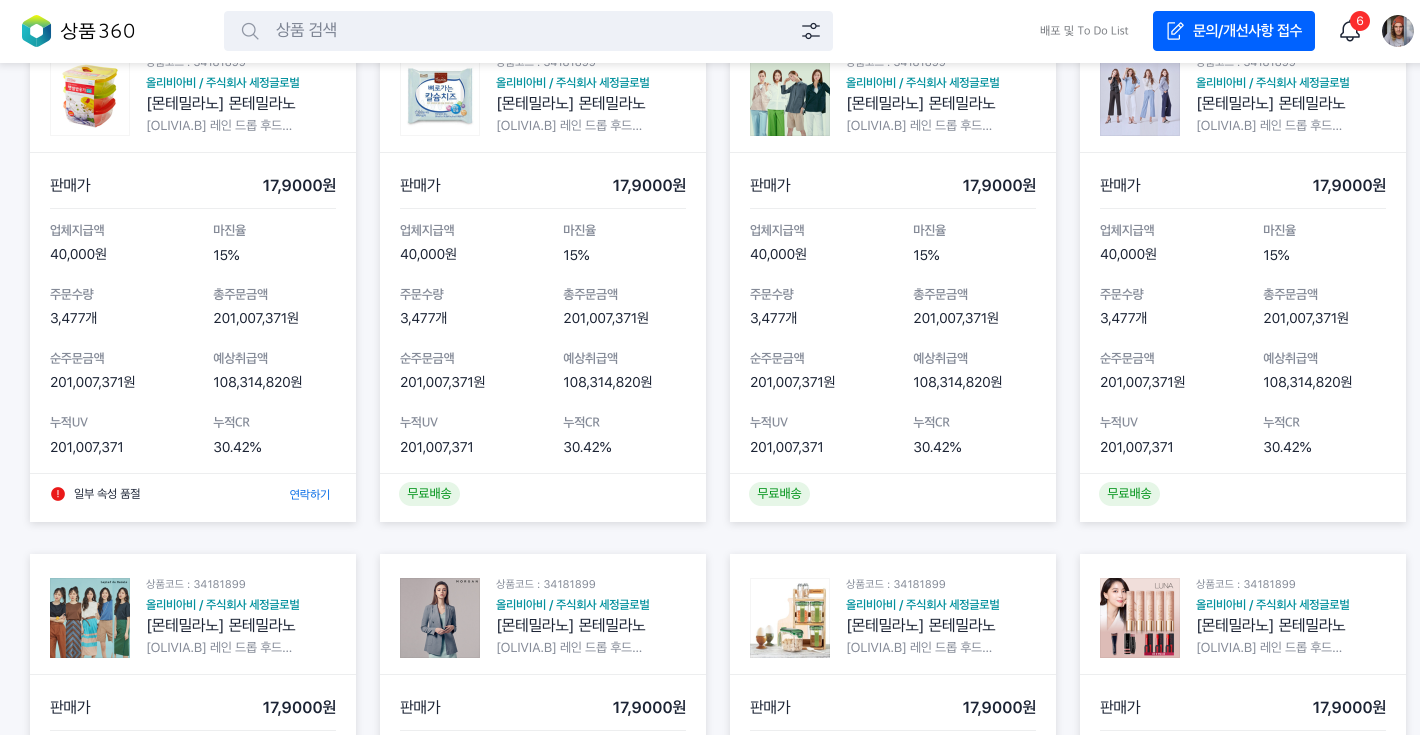 상품360
상품 검색
배포 및 To Do List
문의/개선사항 접수
6
상품코드 : 34181899
올리비아비 / 주식회사 세정글로벌
[몬테밀라노] 몬테밀라노
[OLIVIA.B] 레인 드롭 후드...
판매가 17,9000원
업체지급액 마진율
40,000원 15%
주문수량 총주문금액
3,477개 201,007,371원
순주문금액 예상취급액
201,007,371원 108,314,820원
누적UV 누적CR
201,007,371 30.42%
일부 속성 품절 연락하기
뼈로가는
칼슘치즈
상품코드 : 34181899
올리비아비 / 주식회사 세정글로벌
[몬테밀라노] 몬테밀라노
[OLIVIA.B] 레인 드롭 후드...
판매가 17,9000원
업체지급액 마진율
40,000원 15%
주문수량 총주문금액
3,477개 201,007,371원
순주문금액 예상취급액
201,007,371원 108,314,820원
누적UV 누적CR
201,007,371 30.42%
무료배송
상품코드 : 34181899
올리비아비 / 주식회사 세정글로벌
[몬테밀라노] 몬테밀라노
[OLIVIA.B] 레인 드롭 후드...
판매가 17,9000원
업체지급액 마진율
40,000원 15%
주문수량 총주문금액
3,477개 201,007,371원
순주문금액 예상취급액
201,007,371원 108,314,820원
누적UV 누적CR
201,007,371 30.42%
무료배송
상품코드 : 34181899
올리비아비 / 주식회사 세정글로벌
[몬테밀라노] 몬테밀라노
[OLIVIA.B] 레인 드롭 후드...
판매가 17,9000원
업체지급액 마진율
40,000원 15%
주문수량 총주문금액
3,477개 201,007,371원
순주문금액 예상취급액
201,007,371원 108,314,820원
누적UV 누적CR
201,007,371 30.42%
무료배송
상품코드 : 34181899
올리비아비 / 주식회사 세정글로벌
[몬테밀라노] 몬테밀라노
[OLIVIA.B] 레인 드롭 후드...
판매가 17,9000원
MORGAN
상품코드 : 34181899
올리비아비 / 주식회사 세정글로벌
[몬테밀라노] 몬테밀라노
[OLIVIA.B] 레인 드롭 후드...
판매가 17,9000원
상품코드 : 34181899
올리비아비 / 주식회사 세정글로벌
[몬테밀라노] 몬테밀라노
[OLIVIA.B] 레인 드롭 후드...
판매가 17,9000원
LUNA
상품코드 : 34181899
올리비아비 / 주식회사 세정글로벌
[몬테밀라노] 몬테밀라노
[OLIVIA.B] 레인 드롭 후드...
판매가 17,9000원